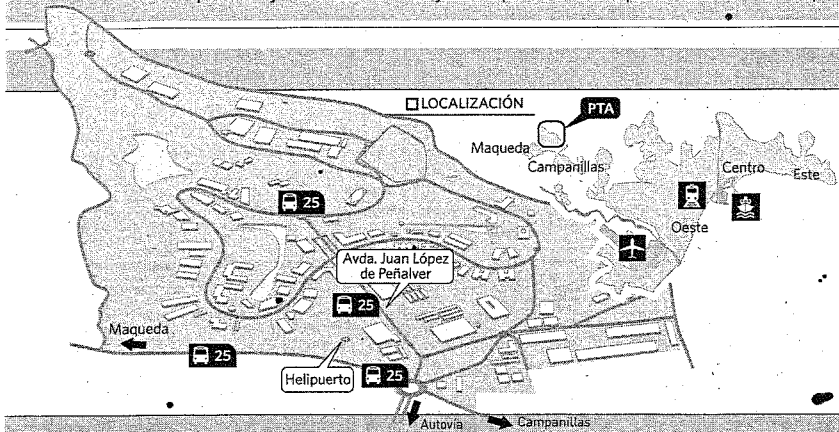 LOCALIZACIÓN
PTA
Maqueda
Campanillas
Centro
Este
Oeste
25
Avda. Juan López
de Peñalver
25
Maqueda
25
Helipuerto
25
Autovía
Campanillas